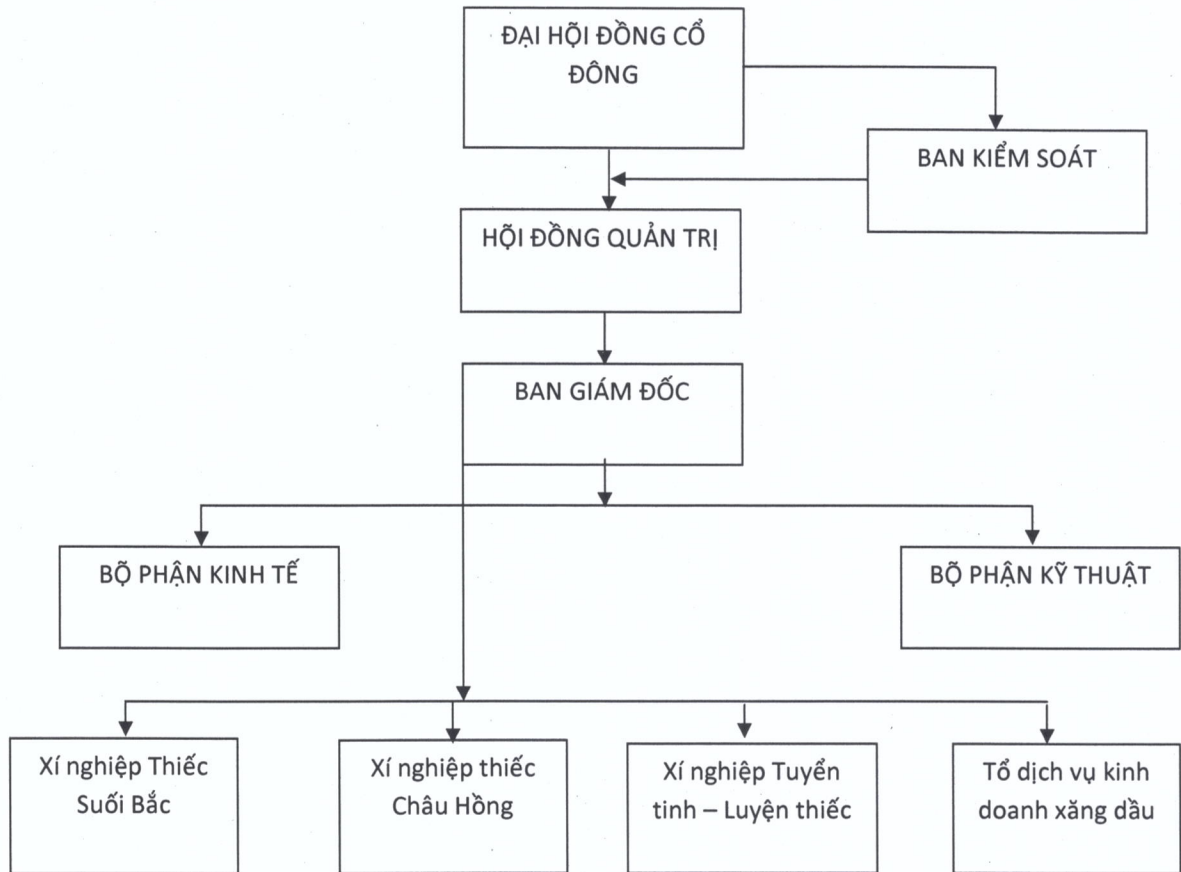 ĐẠI HỘI ĐỒNG CỔ
ĐÔNG
BAN KIỂM SOÁT
HỘI ĐỒNG QUẢN TRỊ
BAN GIÁM ĐỐC
BỘ PHẬN KINH TẾ
BỘ PHẬN KỸ THUẬT
Xí nghiệp Thiếc
Suối Bắc
Xí nghiệp thiếc
Châu Hồng
Xí nghiệp Tuyển
tinh – Luyện thiếc
Tổ dịch vụ kinh
doanh xăng dầu